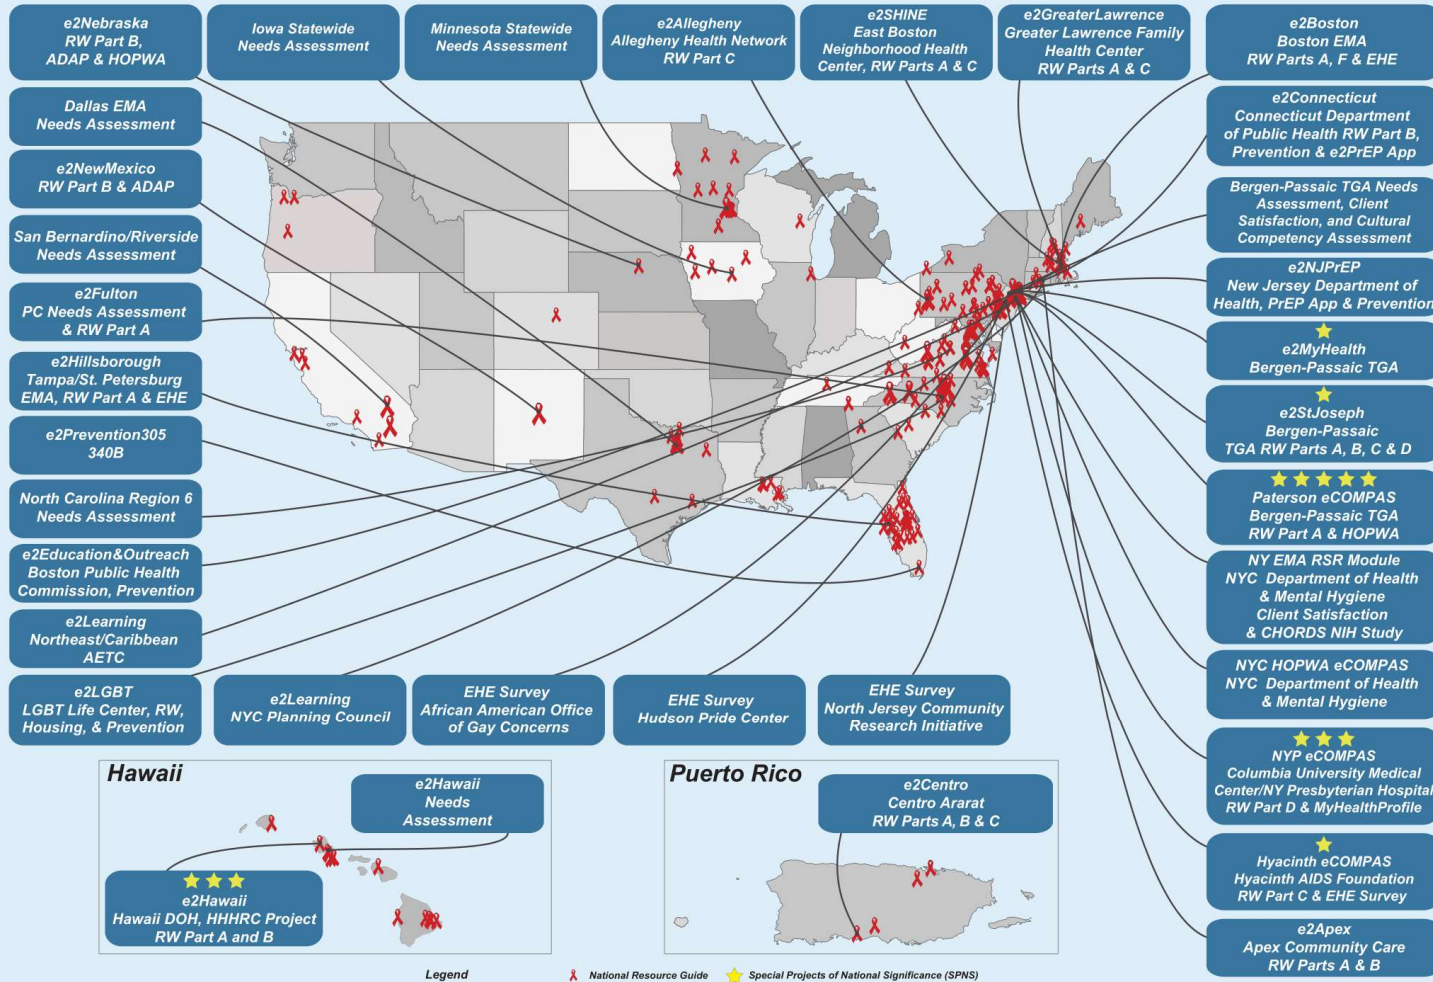 e2Nebraska
RW Part B,
ADAP & HOPWA
Iowa Statewide
Needs Assessment
Minnesota Statewide
Needs Assessment
e2Allegheny
Allegheny Health Network
RW Part C
e2SHINE
East Boston
Neighborhood Health
Center, RW Parts A & C
e2GreaterLawrence
Greater Lawrence Family
Health Center
RW Parts A & C
e2Boston
Boston EMA
RW Parts A, F & EHE
Dallas EMA
Needs Assessment
e2NewMexico
RW Part B & ADAP
San Bernardino/Riverside
Needs Assessment
e2Fulton
PC Needs Assessment
& RW Part A
e2Hillsborough
Tampa/St. Petersburg
EMA, RW Part A & EHE
e2Prevention305
340B
North Carolina Region 6
Needs Assessment
e2Education&Outreach
Boston Public Health
Commission, Prevention
e2Learning
Northeast/Caribbean
AETC
e2LGBT
LGBT Life Center, RW,
Housing, & Prevention
e2Learning
NYC Planning Council
EHE Survey
African American Office
of Gay Concerns
EHE Survey
Hudson Pride Center
EHE Survey
North Jersey Community
Research Initiative
e2Connecticut
Connecticut Department
of Public Health RW Part B,
Prevention & e2PrEP App
Bergen-Passaic TGA Needs
Assessment, Client
Satisfaction, and Cultural
Competency Assessment
e2NJPrEP
New Jersey Department of
Health, PrEP App & Prevention
e2MyHealth
Bergen-Passaic TGA
e2StJoseph
Bergen-Passaic
TGA RW Parts A, B, C & D
Paterson eCOMPAS
Bergen-Passaic TGA
RW Part A & HOPWA
NY EMA RSR Module
NYC Department of Health
& Mental Hygiene
Client Satisfaction
& CHORDS NIH Study
NYC HOPWA eCOMPAS
NYC Department of Health
& Mental Hygiene
NYP eCOMPAS
Columbia University Medical
Center/NY Presbyterian Hospital
RW Part D & MyHealthProfile
Hyacinth eCOMPAS
Hyacinth AIDS Foundation
RW Part C & EHE Survey
e2Apex
Apex Community Care
RW Parts A & B
Hawaii
e2Hawaii
Needs
Assessment
e2Hawaii
Hawaii DOH, HHHRC Project
RW Part A and B
Puerto Rico
e2Centro
Centro Ararat
RW Parts A, B & C
Legend
National Resource Guide
Special Projects of National Significance (SPNS)